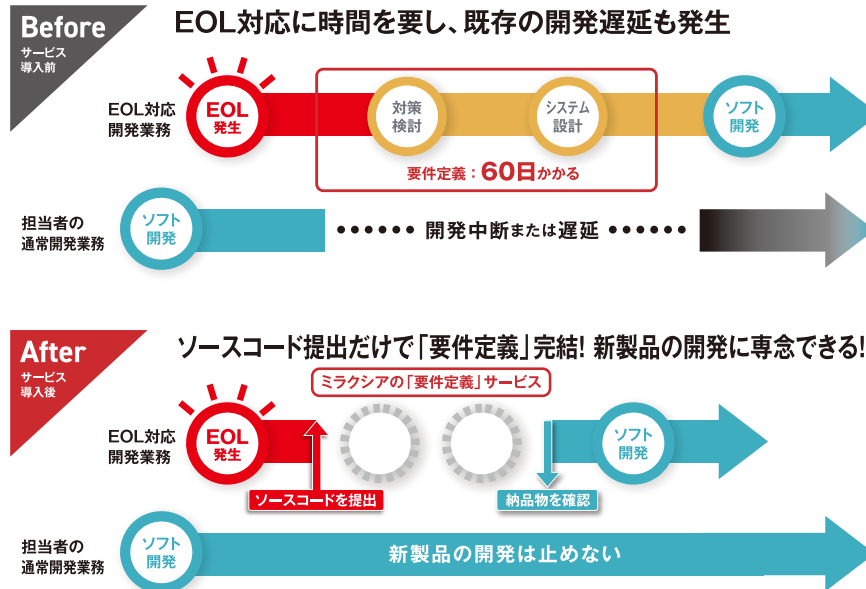 Before
サービス
導入前
EOL対応に時間を要し、既存の開発遅延も発生
EOL対応
開発業務
EOL
発生
対策
検討
システム
設計
ソフト
開発
要件定義：60日かかる
担当者の
通常開発業務
ソフト
開発
•••••• 開発中断または遅延 ••••••
After
サービス
導入後
ソースコード提出だけで「要件定義」完結! 新製品の開発に専念できる!
ミラクシアの「要件定義」サービス
EOL対応
開発業務
EOL
発生
ソフト
開発
ソースコードを提出
納品物を確認
担当者の
通常開発業務
ソフト
開発
新製品の開発は止めない